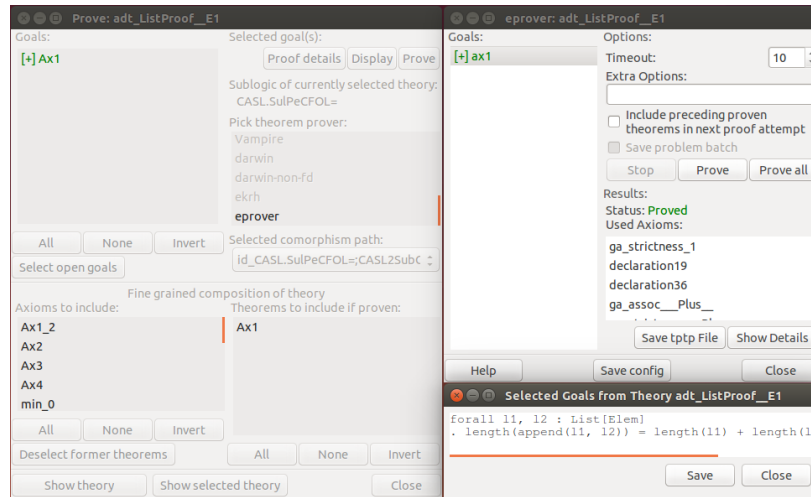 Prove: adt_ListProof__E1
Goals:
[+] Ax1
All None Invert
Select open goals
Selected goal(s):
Proof details Display Prove
Sublogic of currently selected theory:
CASL.SulPeCFOL=
Pick theorem prover:
Vampire
darwin
darwin-non-fd
ekrh
eprover
Selected comorphism path:
id_CASL.SulPeCFOL=;CASL2SubC
Fine grained composition of theory
Axioms to include:
Ax1_2
Ax2
Ax3
Ax4
min_0
All None Invert
Deselect former theorems
Theorems to include if proven:
Ax1
All None Invert
Show theory Show selected theory Close
eprover: adt_ListProof__E1
Goals:
[+] ax1
Options:
Timeout: 10
Extra Options:
Include preceding proven
theorems in next proof attempt
Save problem batch
Stop Prove Prove all
Results:
Status: Proved
Used Axioms:
ga_strictness_1
declaration19
declaration36
ga_assoc___Plus__
Save tptp File Show Details
Help Save config Close
Selected Goals from Theory adt_ListProof__E1
forall l1, l2 : List[Elem]
. length(append(l1, l2)) = length(l1) + length(l
Save Close